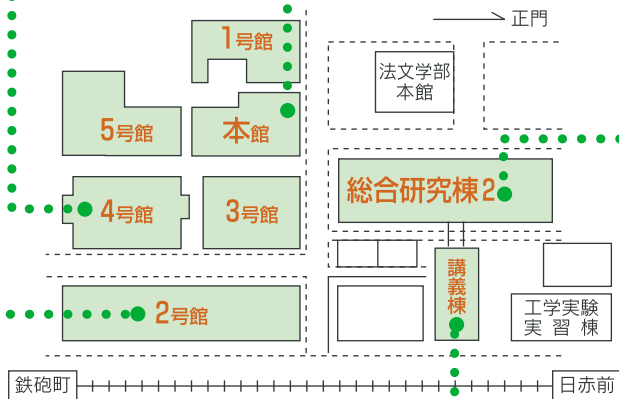 正門
1号館
法文学部
本館
5号館
本館
総合研究棟2
4号館
3号館
講義棟
2号館
工学実験
実習棟
鉄砲町
日赤前